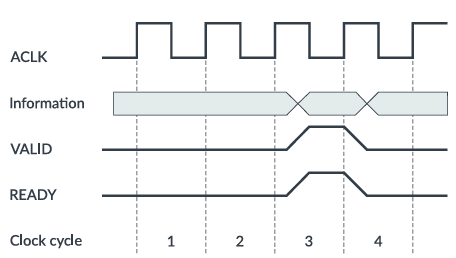 ACLK
Information
VALID
READY
Clock cycle 1 2 3 4